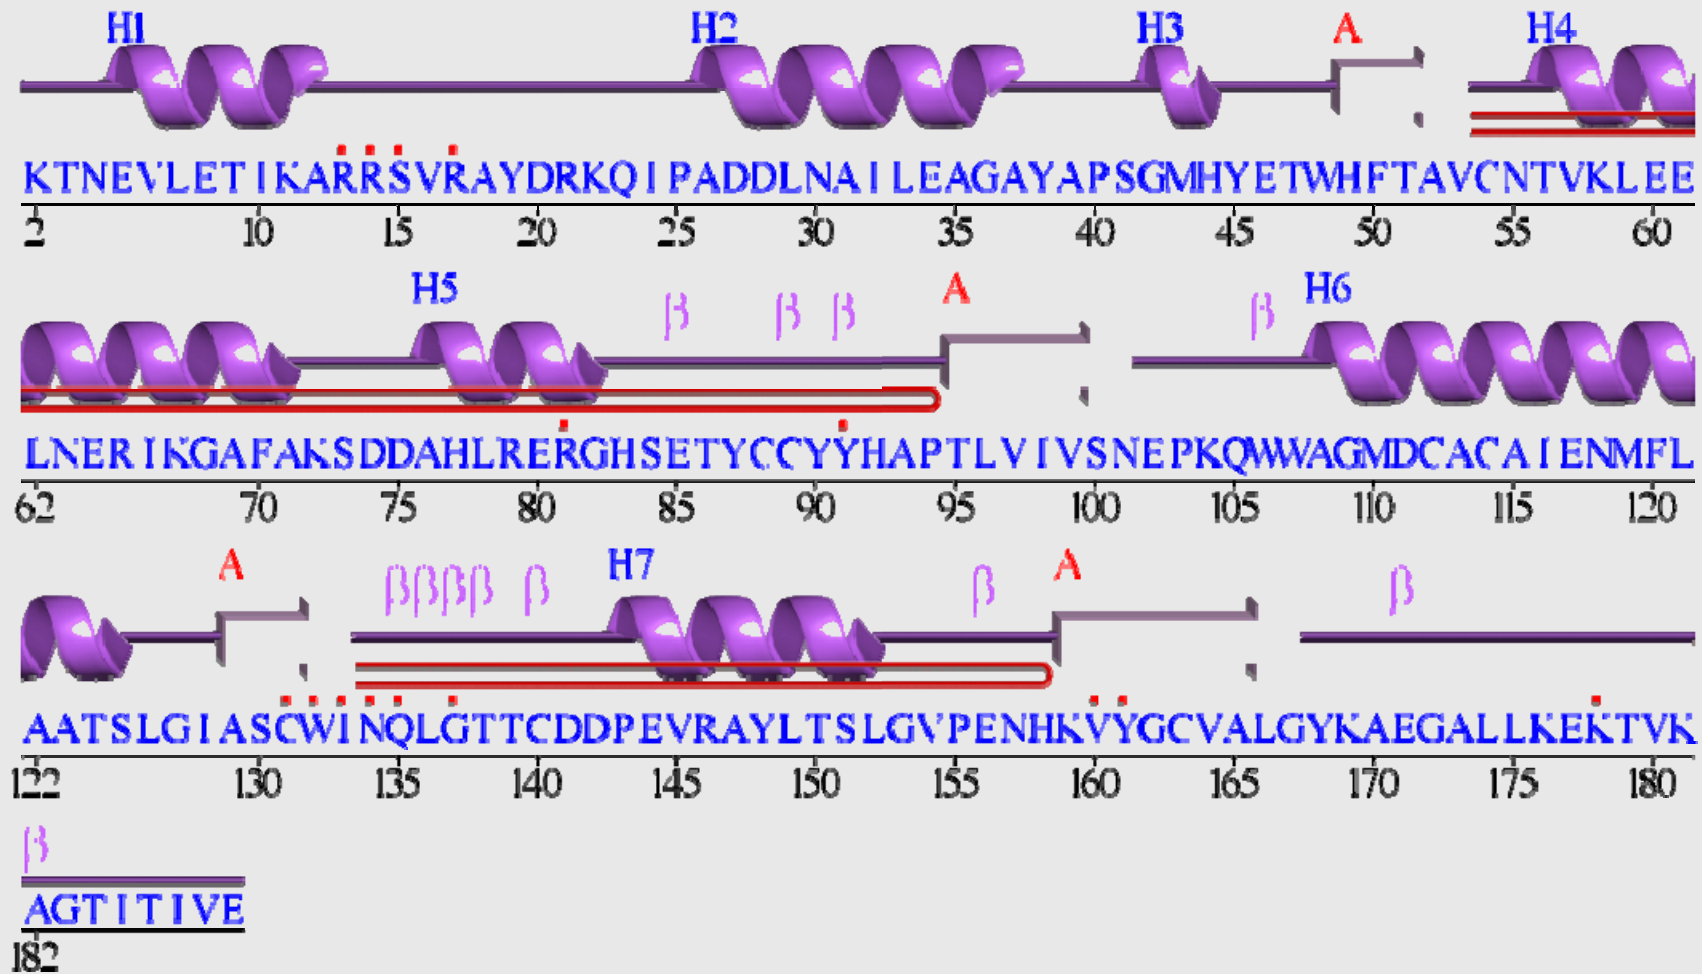 H1 H2 H3 A H4
KTNEVLETIKARRSVRAYDRKQIPADDLNAILEAGAYAPSGMHYETWHFTAVCNTVKLEE
2 10 15 20 25 30 35 40 45 50 55 60
H5 β β β A β H6
LNERIKGAFAKSDDAHLRERGHSETYCCYYHAPTLVIVSNEPKQWWAGMDCACAIENMFL
62 70 75 80 85 90 95 100 105 110 115 120
A β β β β β H7 β A β
AATSLGIASCWINQLGTTCDDPEVRAYLTSLGVPENHKVYGCVALGYKAEGALLKEKTVK
122 130 135 140 145 150 155 160 165 170 175 180
β
AGTITIVE
182